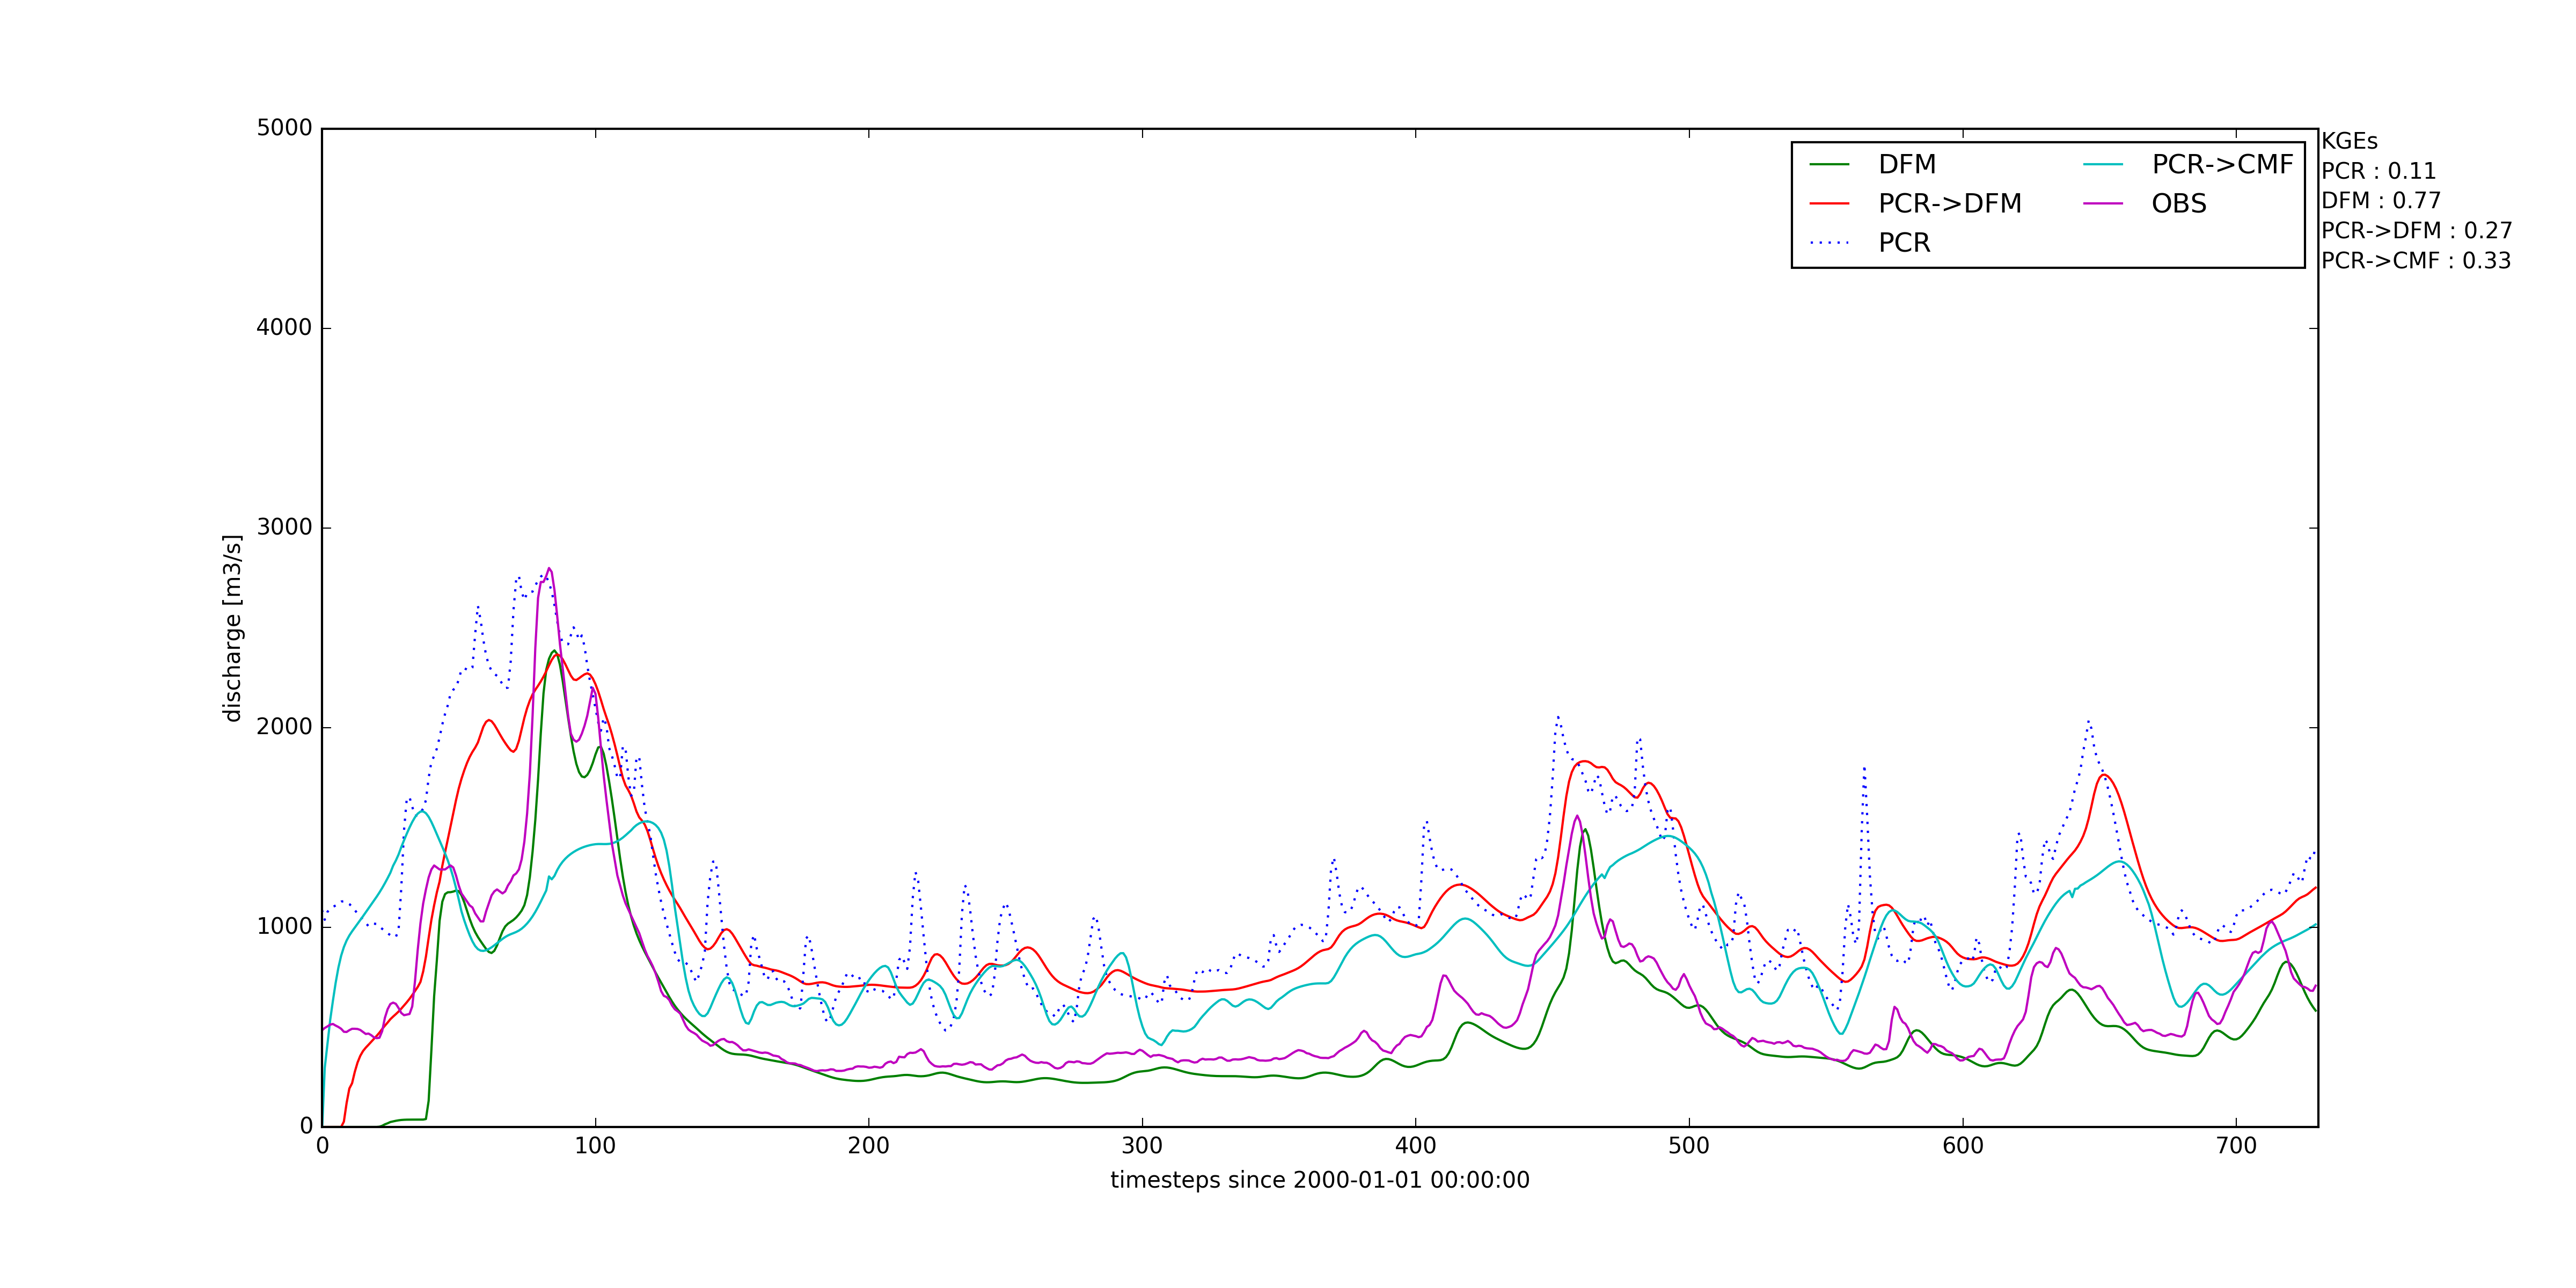 5000
4000
3000
2000
1000
0
discharge [m3/s]
0 100 200 300 400 500 600 700
timesteps since 2000-01-01 00:00:00
DFM
PCR->DFM
PCR
PCR->CMF
OBS
KGEs
PCR : 0.11
DFM : 0.77
PCR->DFM : 0.27
PCR->CMF : 0.33